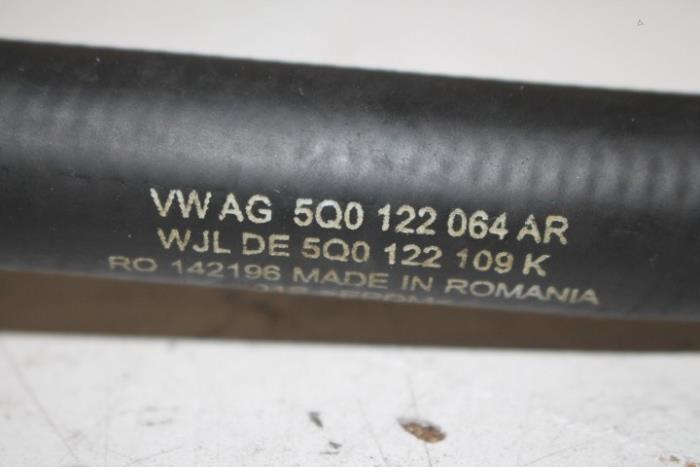 VW AG 5Q0 122 064 AR
WJL DE 5Q0 122 109 K
RO 142196 MADE IN ROMANIA